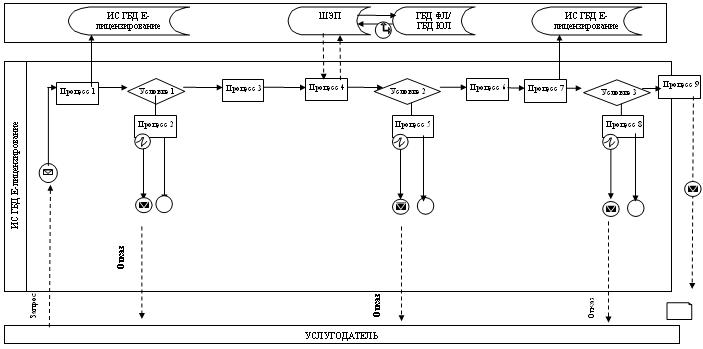 ИС ГБД Е-
лицензирование
ШЭП
ГБД ФЛ/
ГБД ЮЛ
ИС ГБД Е-
лицензирование
ИС ГБД Е-лицензирование
Процесс 1
Условие 1
Процесс 3
Процесс 4
Условие 2
Процесс 6
Процесс 7
Условие 3
Процесс 9
Процесс 2
Процесс 5
Процесс 8
Запрос
Отказ
Отказ
Отказ
УСЛУГОДАТЕЛЬ